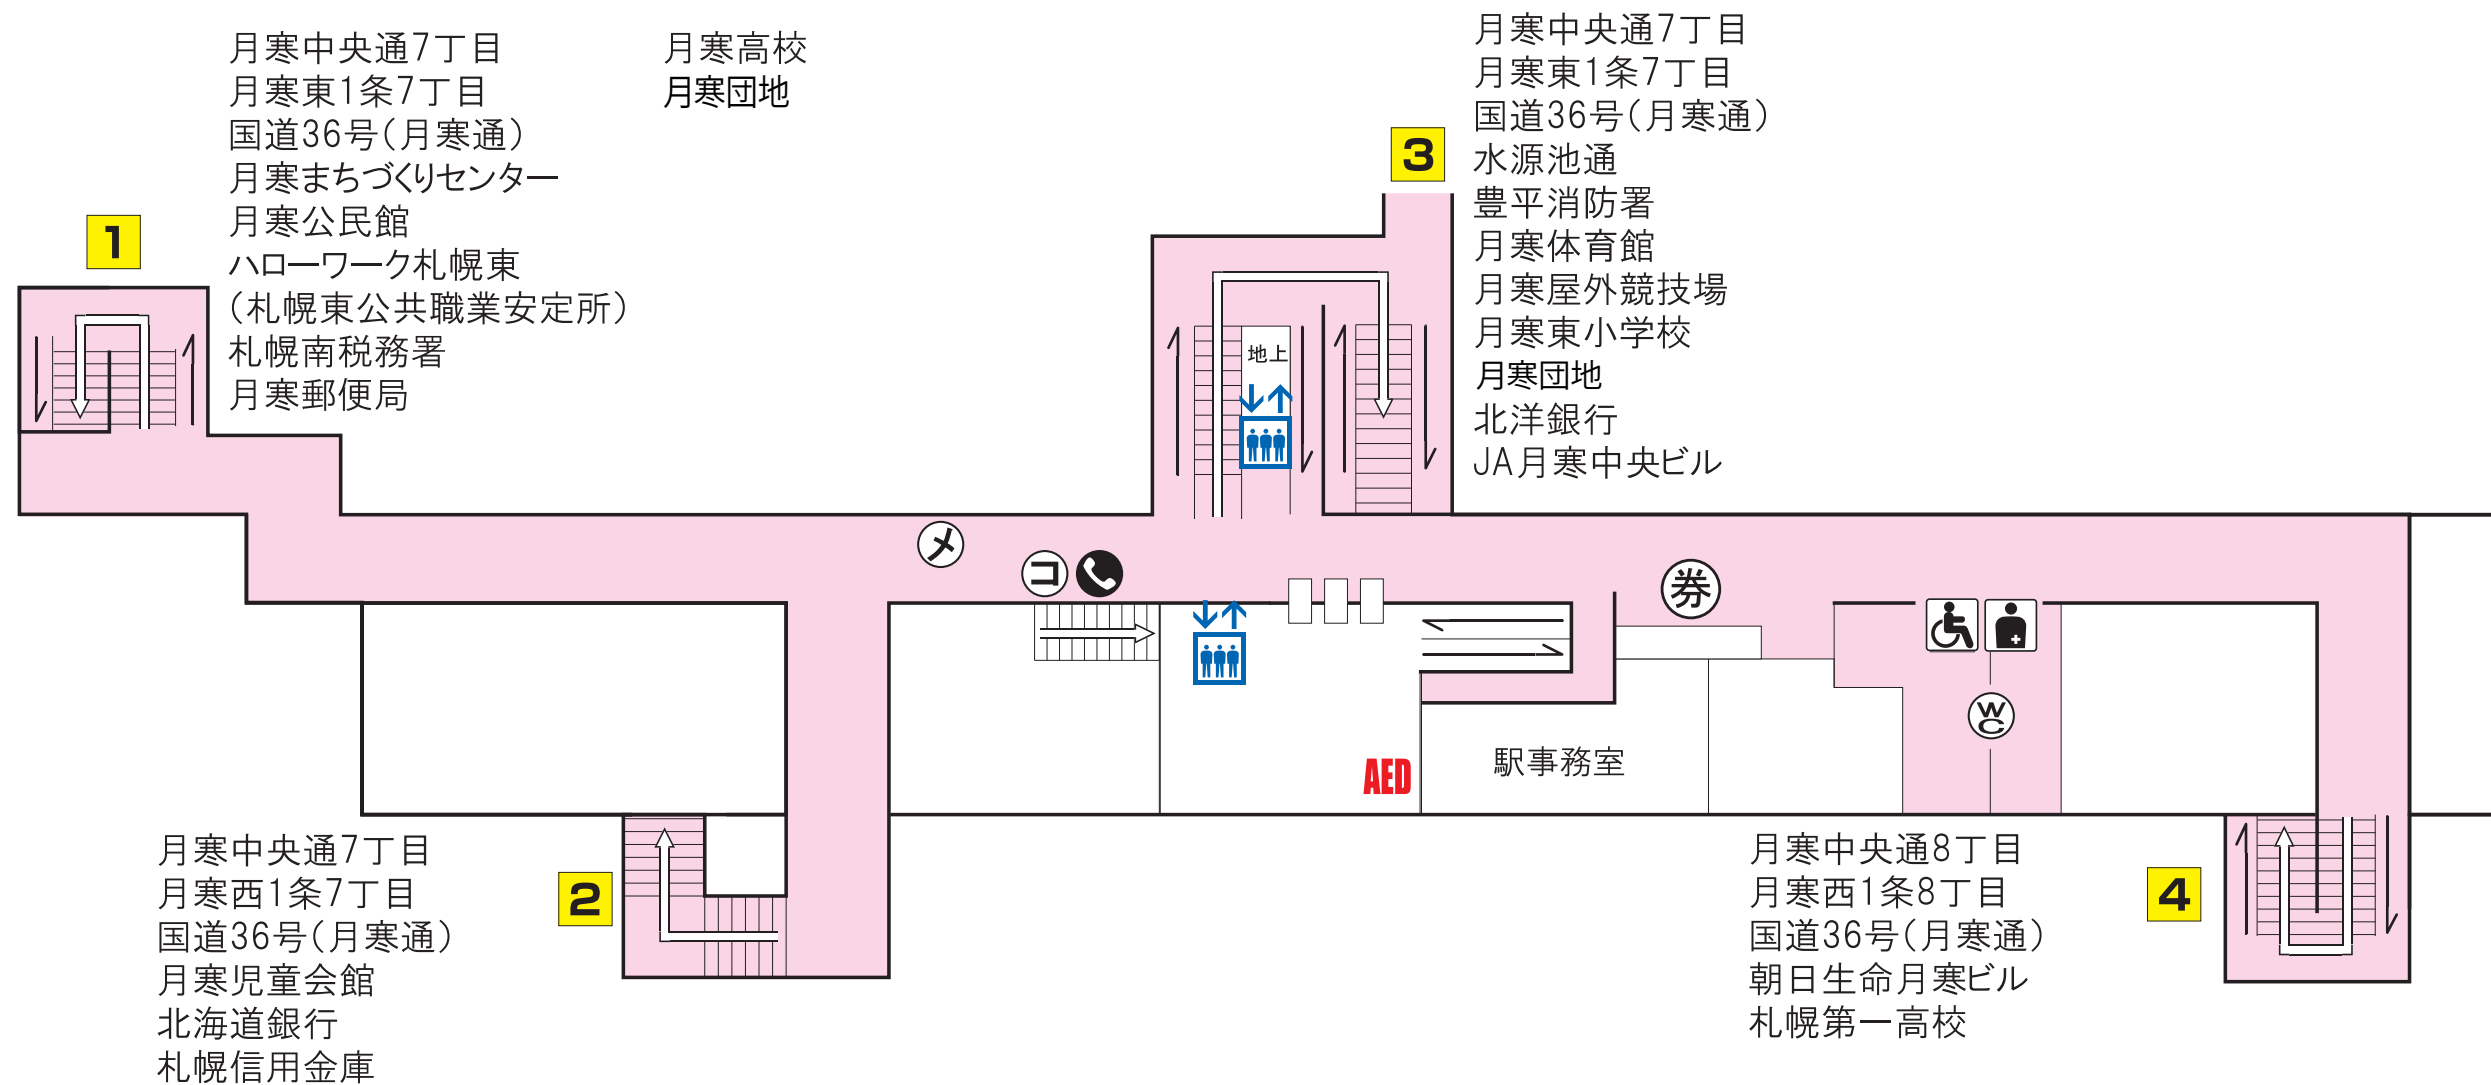 1
月寒中央通7丁目
月寒東1条7丁目
国道36号(月寒通)
月寒まちづくりセンター
月寒公民館
ハローワーク札幌東
(札幌東公共職業安定所)
札幌南税務署
月寒郵便局
月寒高校
月寒団地
3
月寒中央通7丁目
月寒東1条7丁目
国道36号(月寒通)
水源池通
豊平消防署
月寒体育館
月寒屋外競技場
月寒東小学校
月寒団地
北洋銀行
JA月寒中央ビル
地上
メ
コ
券
WC
AED
駅事務室
2
月寒中央通7丁目
月寒西1条7丁目
国道36号(月寒通)
月寒児童会館
北海道銀行
札幌信用金庫
4
月寒中央通8丁目
月寒西1条8丁目
国道36号(月寒通)
朝日生命月寒ビル
札幌第一高校